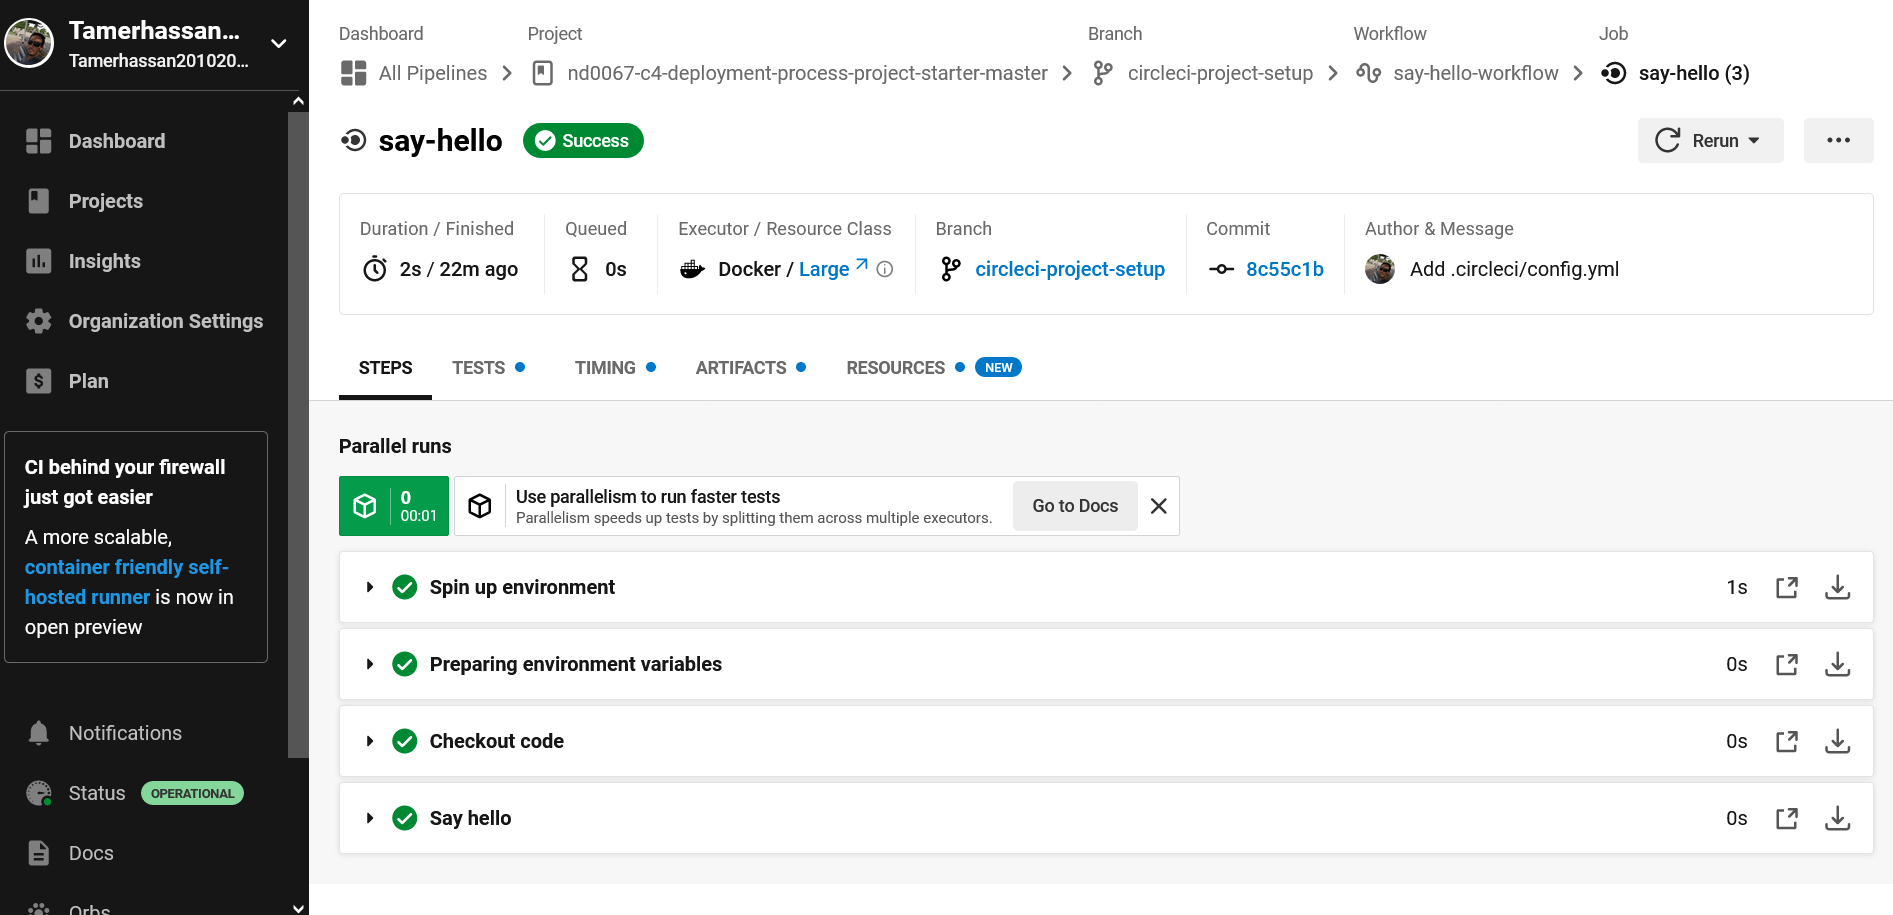 Tamerhassan...
Tamerhassan201020...
Dashboard
Projects
Insights
Organization Settings
Plan
CI behind your firewall
just got easier
A more scalable,
container friendly self-
hosted runner is now in
open preview
Notifications
Status OPERATIONAL
Docs
Orbs
Dashboard Project Branch Workflow Job
All Pipelines nd0067-c4-deployment-process-project-starter-master circleci-project-setup say-hello-workflow say-hello (3)
say-hello Success Rerun
Duration / Finished Queued Executor / Resource Class Branch Commit Author & Message
2s / 22m ago 0s Docker / Large circleci-project-setup 8c55c1b Add .circleci/config.yml
STEPS TESTS TIMING ARTIFACTS RESOURCES NEW
Parallel runs
0
00:01
Use parallelism to run faster tests
Parallelism speeds up tests by splitting them across multiple executors.
Go to Docs
Spin up environment 1s
Preparing environment variables 0s
Checkout code 0s
Say hello 0s